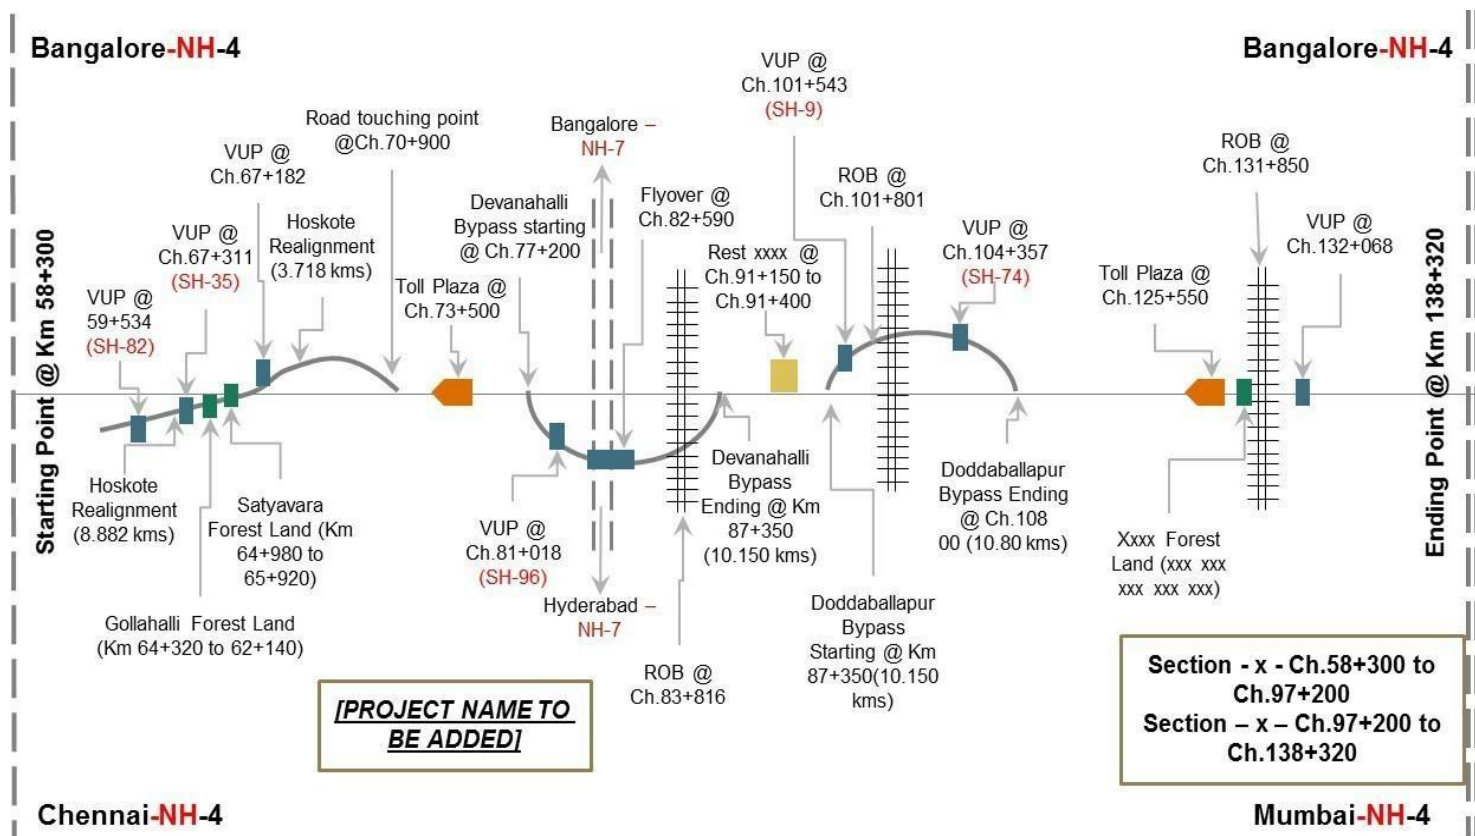 Bangalore-NH-4
Bangalore-NH-4
Starting Point @ Km 58+300
VUP @
59+534
(SH-82)
VUP @
Ch.67+311
(SH-35)
VUP @
Ch.67+182
Hoskote
Realignment
(3.718 kms)
Road touching point
@Ch.70+900
Toll Plaza @
Ch.73+500
Devanahalli
Bypass starting
@ Ch.77+200
Bangalore –
NH-7
Flyover @
Ch.82+590
Rest xxxx @
Ch.91+150 to
Ch.91+400
VUP @
Ch.101+543
(SH-9)
ROB @
Ch.101+801
VUP @
Ch.104+357
(SH-74)
Toll Plaza @
Ch.125+550
ROB @
Ch.131+850
VUP @
Ch.132+068
Ending Point @ Km 138+320
Hoskote
Realignment
(8.882 kms)
Satyavara
Forest Land (Km
64+980 to
65+920)
Gollahalli Forest Land
(Km 64+320 to 62+140)
VUP @
Ch.81+018
(SH-96)
Hyderabad –
NH-7
ROB @
Ch.83+816
Devanahalli
Bypass
Ending @ Km
87+350
(10.150 kms)
Doddaballapur
Bypass
Starting @ Km
87+350(10.150
kms)
Doddaballapur
Bypass Ending
@ Ch.108
00 (10.80 kms)
Xxxx Forest
Land (xxx xxx
xxx xxx xxx)
[PROJECT NAME TO
BE ADDED]
Section - x - Ch.58+300 to
Ch.97+200
Section – x – Ch.97+200 to
Ch.138+320
Chennai-NH-4
Mumbai-NH-4